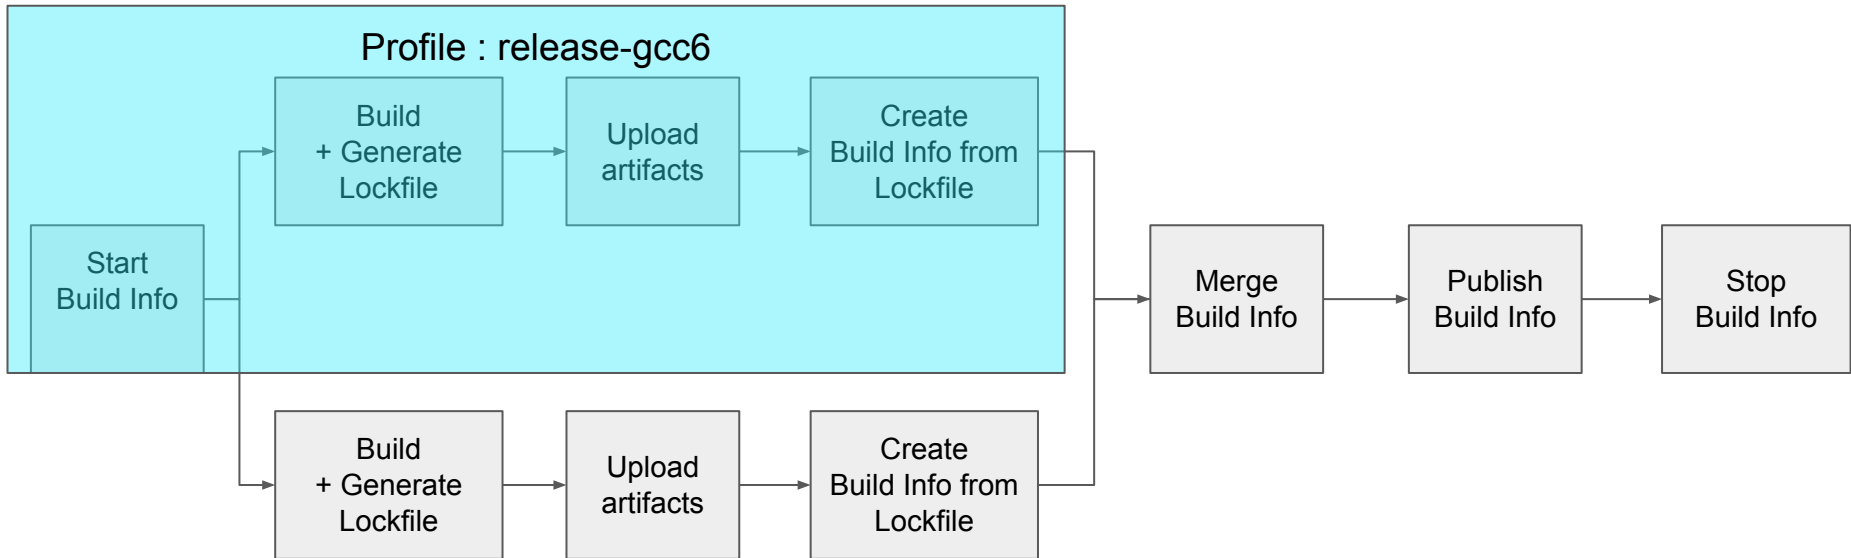 Profile : release-gcc6
Build
+ Generate
Lockfile
Upload
artifacts
Create
Build Info from
Lockfile
Start
Build Info
Merge
Build Info
Publish
Build Info
Stop
Build Info
Build
+ Generate
Lockfile
Upload
artifacts
Create
Build Info from
Lockfile